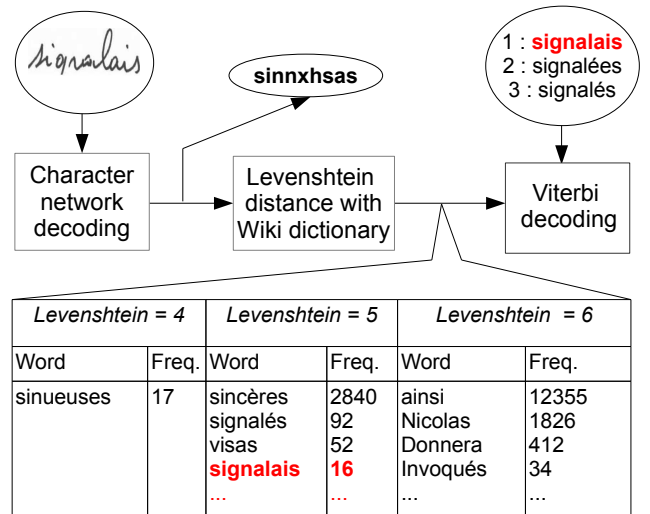 signalais
sinnxhsas
1 : signalais
2 : signalées
3 : signalés
Character
network
decoding
Levenshtein
distance with
Wiki dictionary
Viterbi
decoding
Levenshtein = 4 Levenshtein = 5 Levenshtein = 6
Word Freq. Word Freq. Word Freq.
sinueuses 17 sincères 2840 ainsi 12355
signalés 92 Nicolas 1826
visas 52 Donnera 412
signalais 16 Invoqués 34
... ... ... ...